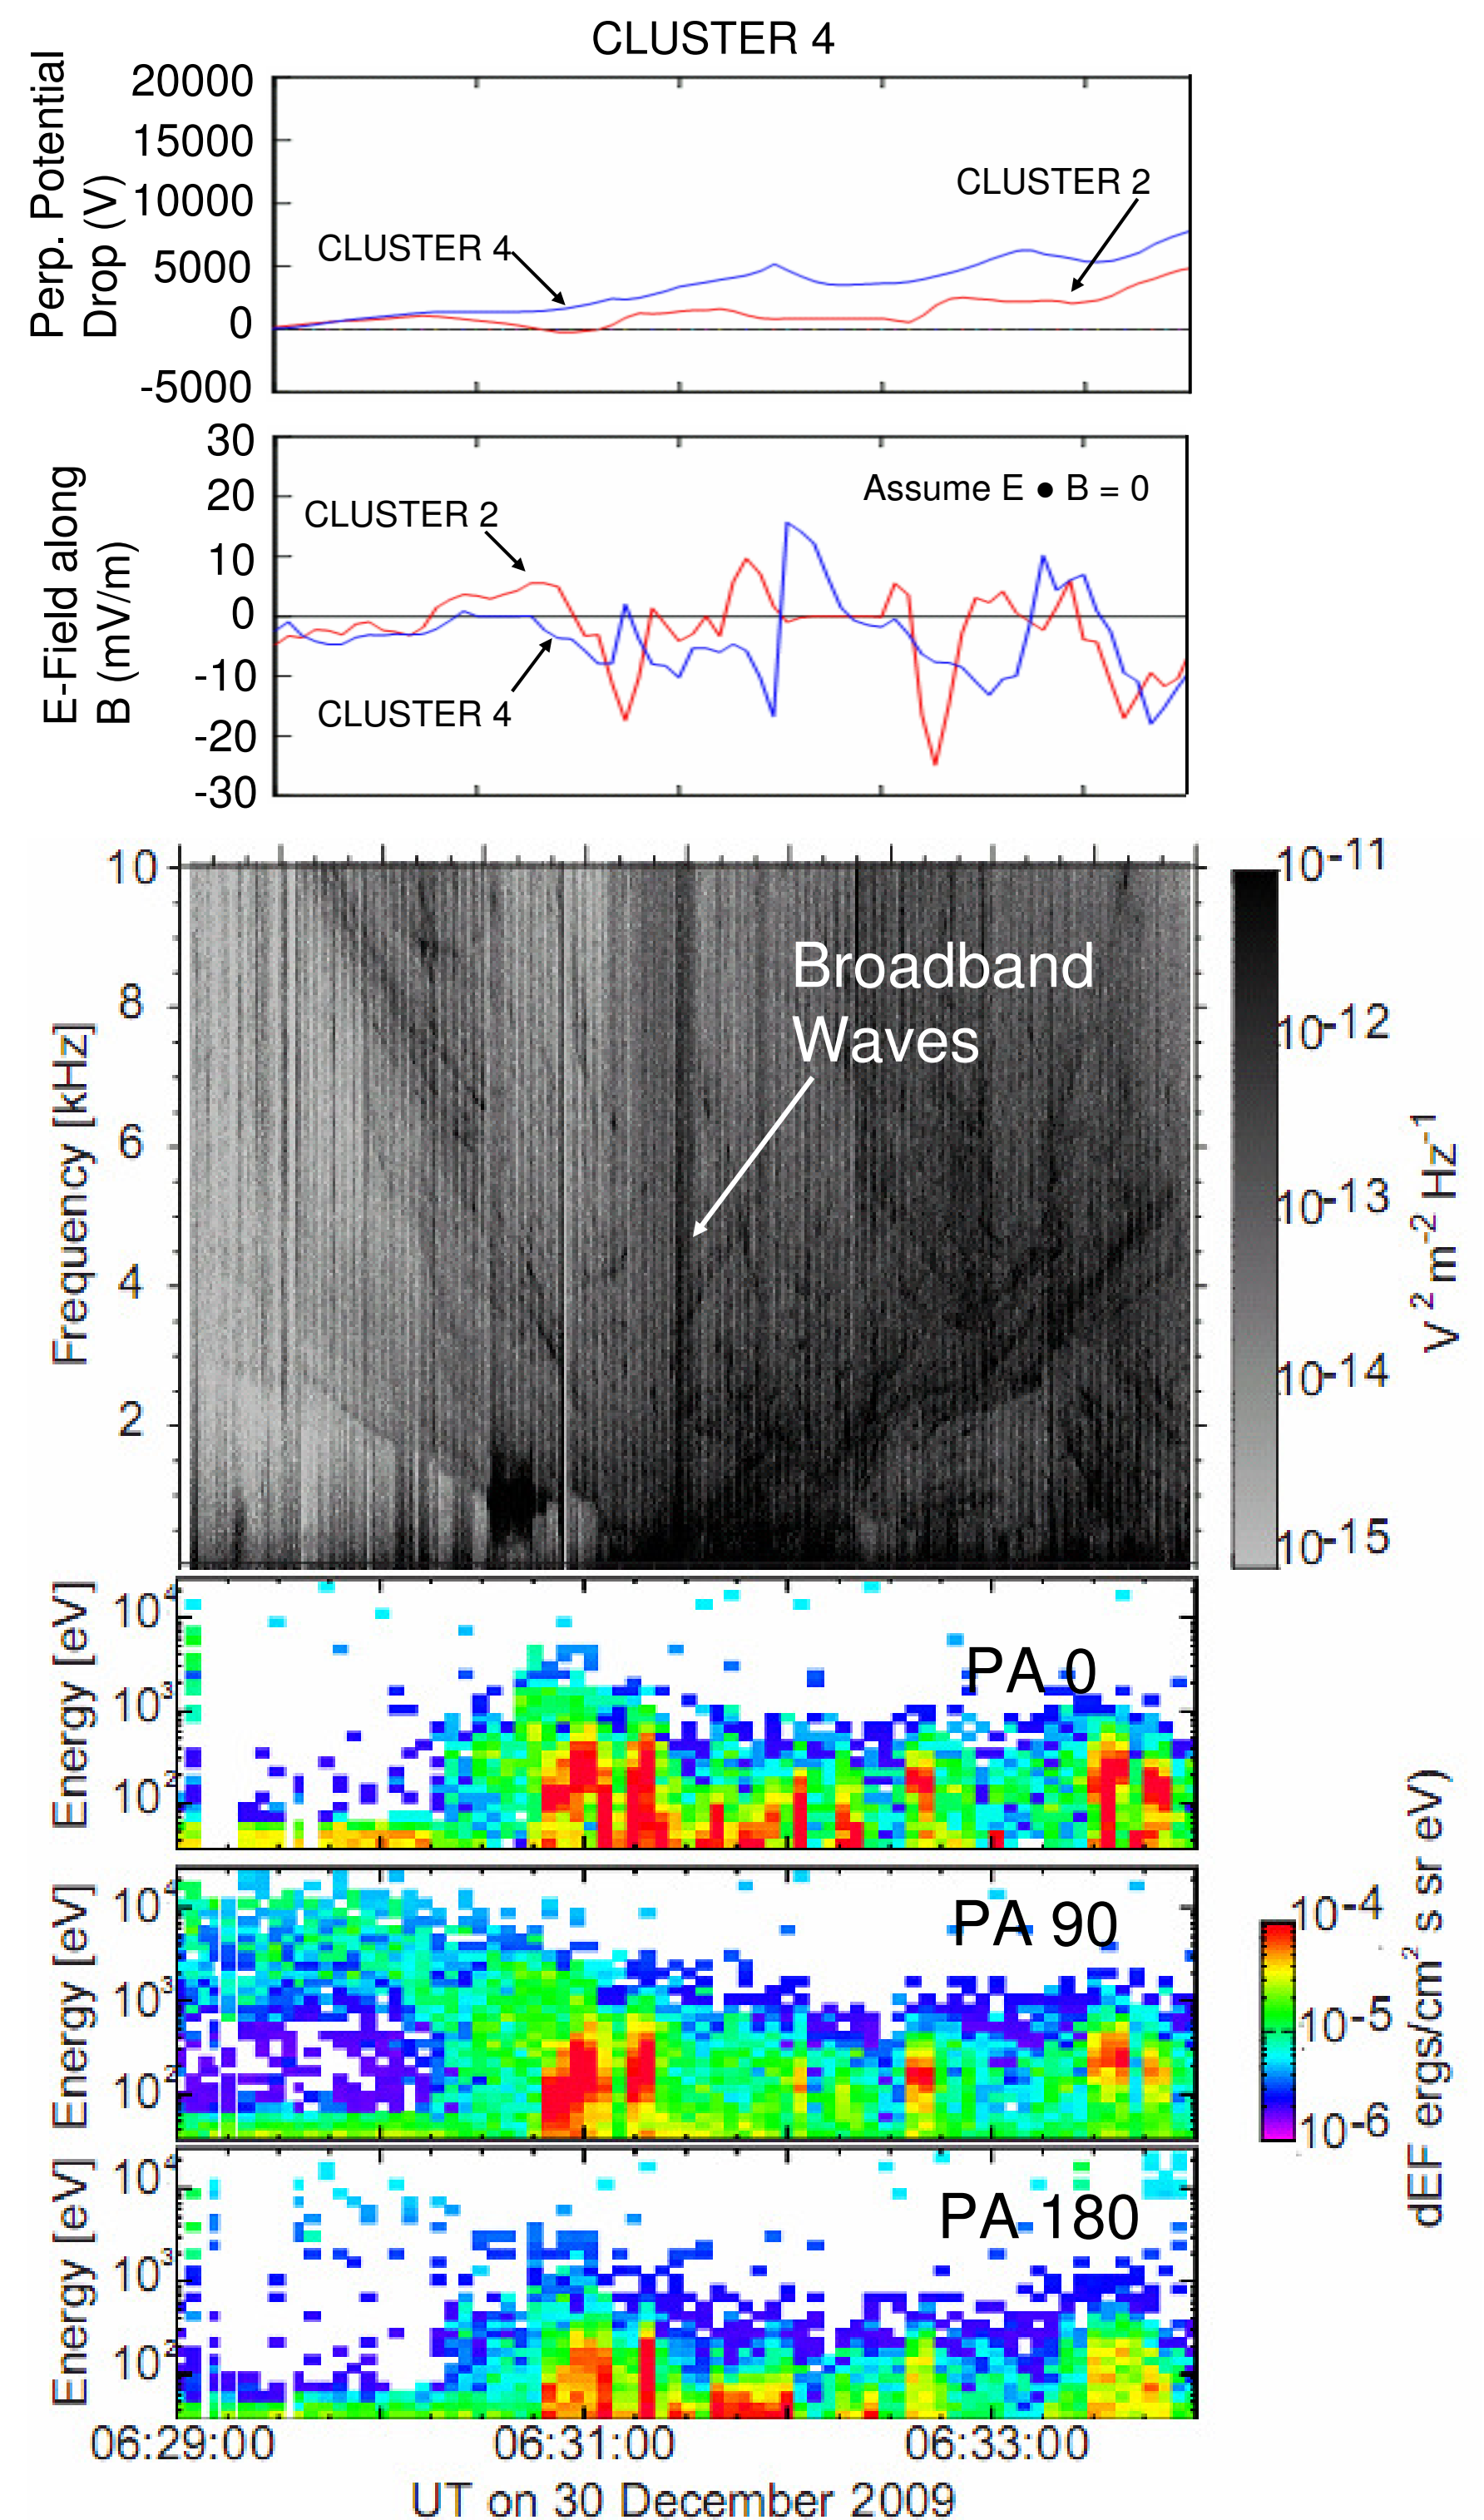 CLUSTER 4
Perp. Potential
Drop (V)
20000
15000
10000
5000
0
-5000
CLUSTER 2
CLUSTER 4
E-Field along
B (mV/m)
30
20
10
0
-10
-20
-30
Assume E ● B = 0
CLUSTER 2
CLUSTER 4
Frequency [kHz]
10
8
6
4
2
Broadband
Waves
10-11
10-12
10-13
10-14
10-15
V 2 m-2 Hz-1
Energy [eV]
104
103
102
PA 0
Energy [eV]
104
103
102
PA 90
Energy [eV]
104
103
102
PA 180
10-4
10-5
10-6
dEF ergs/cm2 s sr eV)
06:29:00 06:31:00 06:33:00
UT on 30 December 2009